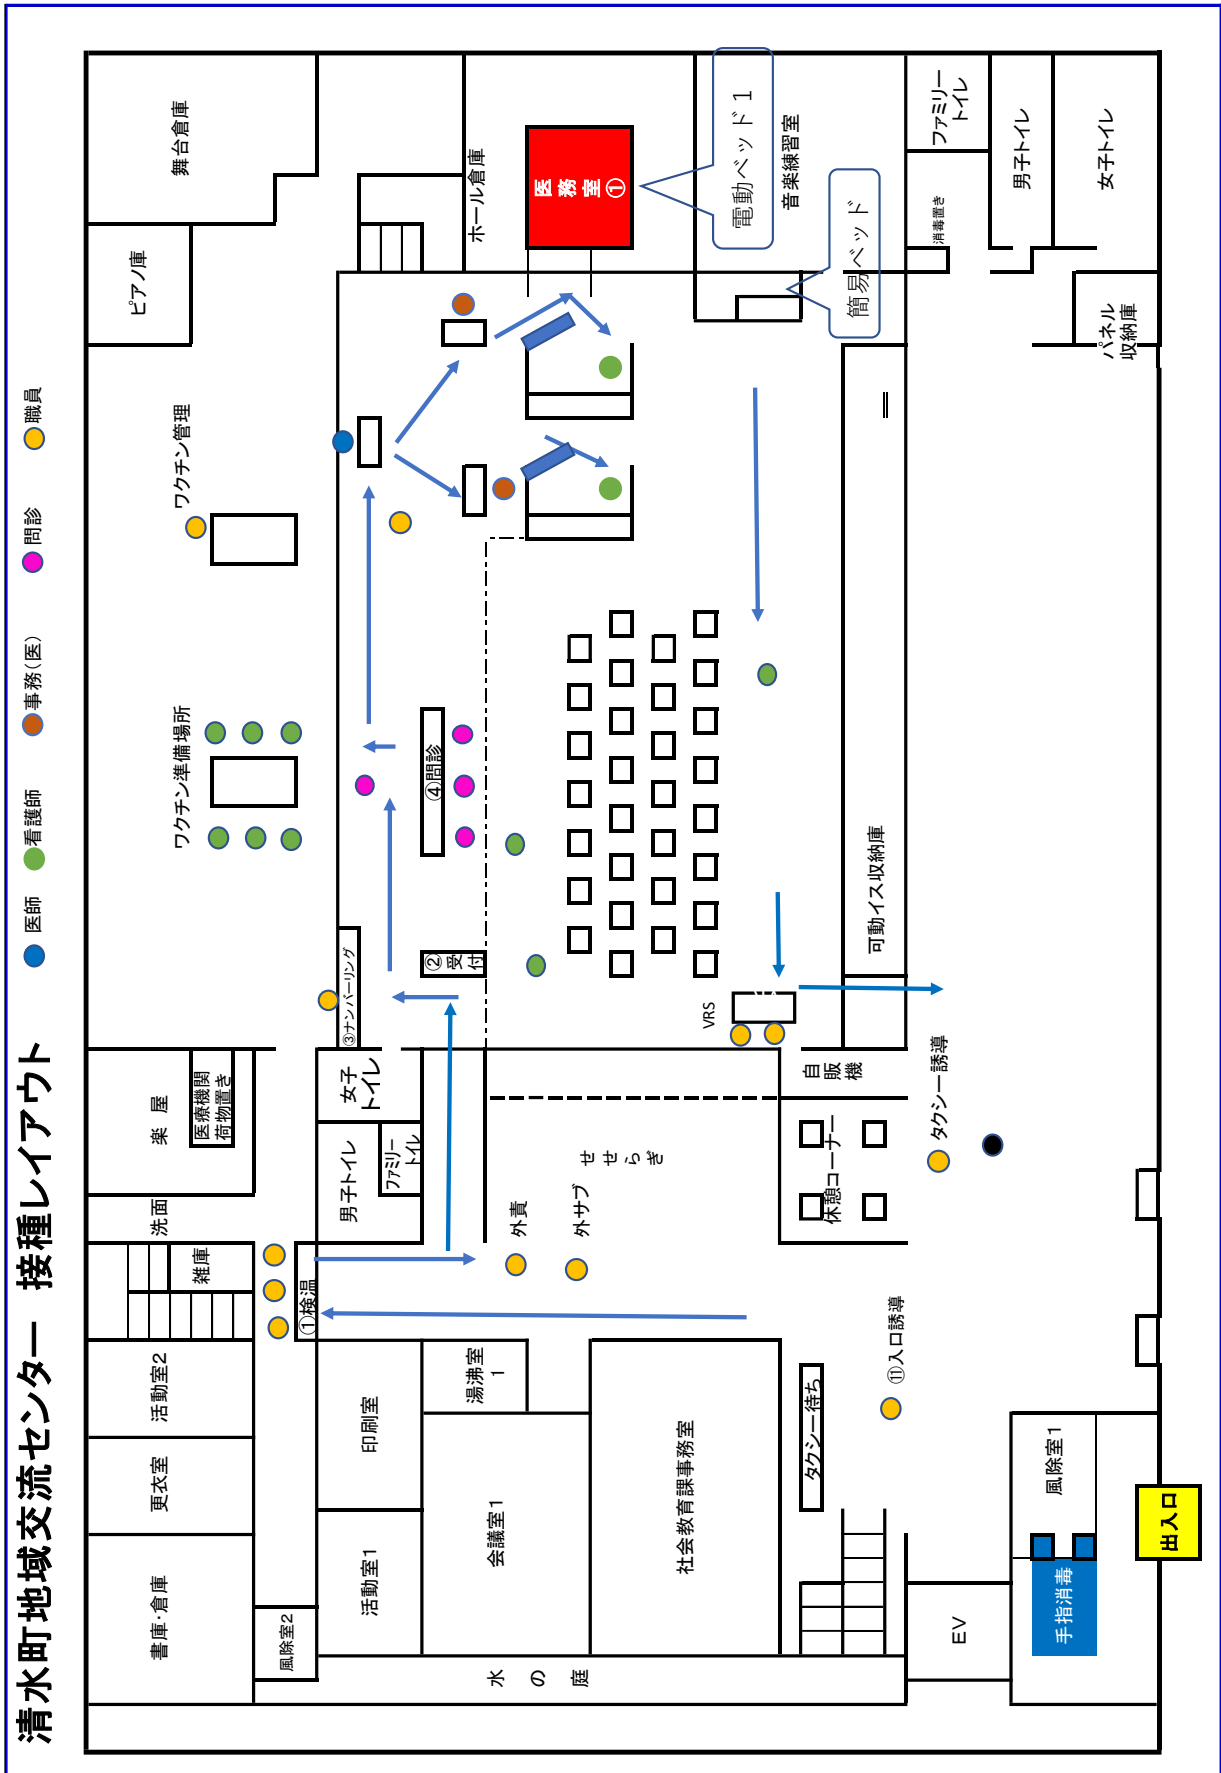 清水町地域交流センター　接種レイアウト
医師
看護師
事務（医）
問診
職員
書庫・倉庫
更衣室
活動室2
雑庫
洗面
楽　屋
医療機関
荷物置き
ワクチン準備場所
ワクチン管理
ピアノ庫
舞台倉庫
風除室2
活動室1
印刷室
①検温
男子トイレ
ファミリー
トイレ
女子
トイレ
③ナンバーリング
②
受
付
④問診
ホール倉庫
医
務
室
①
電動ベッド１
簡易ベッド
音楽練習室
会議室1
湯沸室
1
外責
外サブ
せせらぎ
社会教育課事務室
水　の　庭
タクシー待ち
休憩コーナー
自
販
機
VRS
可動イス収納庫
⑪入口誘導
タクシー誘導
消毒置き
ファミリー
トイレ
男子トイレ
女子トイレ
パネル
収納庫
EV
風除室1
手指消毒
出入口